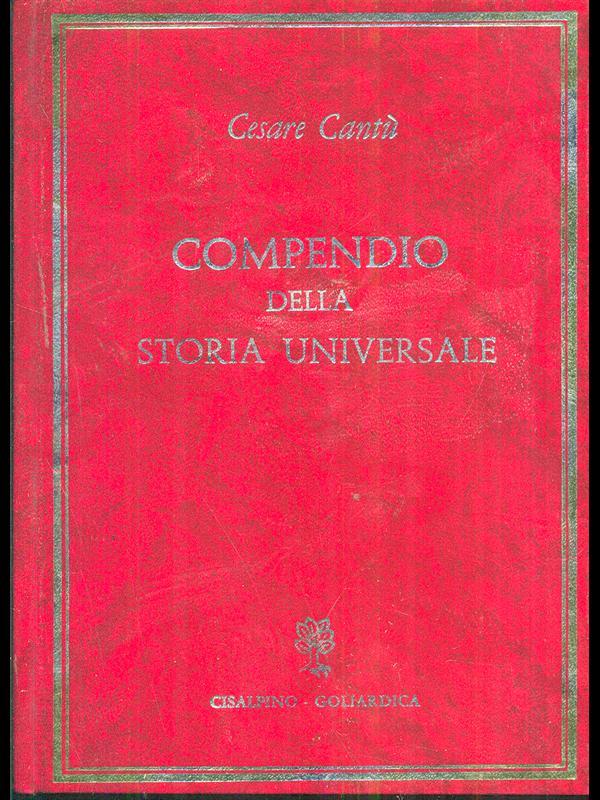 Cesare Cantù
COMPENDIO
DELLA
STORIA UNIVERSALE
CISALPINO - GOLIARDICA